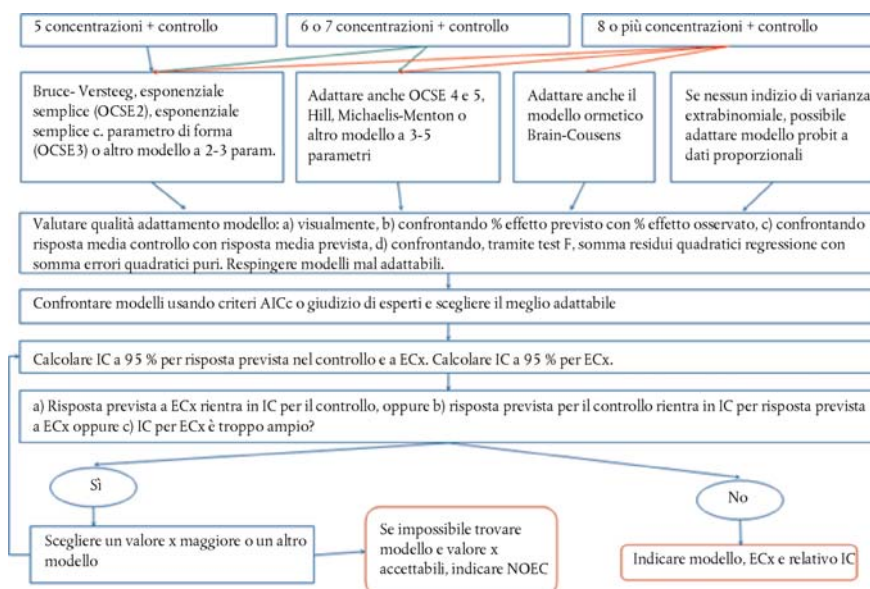 5 concentrazioni + controllo
6 o 7 concentrazioni + controllo
8 o più concentrazioni + controllo
Bruce- Versteeg, esponenziale
semplice (OCSE2), esponenziale
semplice c. parametro di forma
(OCSE3) o altro modello a 2-3 param.
Adattare anche OCSE 4 e 5,
Hill, Michaelis-Menton o
altro modello a 3-5
parametri
Adattare anche il
modello ormetico
Brain-Cousens
Se nessun indizio di varianza
extrabinomiale, possibile
adattare modello probit a
dati proporzionali
Valutare qualità adattamento modello: a) visualmente, b) confrontando % effetto previsto con % effetto osservato, c) confrontando
risposta media controllo con risposta media prevista, d) confrontando, tramite test F, somma residui quadratici regressione con
somma errori quadratici puri. Respingere modelli mal adattabili.
Confrontare modelli usando criteri AICc o giudizio di esperti e scegliere il meglio adattabile
Calcolare IC a 95 % per risposta prevista nel controllo e a ECx. Calcolare IC a 95 % per ECx.
a) Risposta prevista a ECx rientra in IC per il controllo, oppure b) risposta prevista per il controllo rientra in IC per risposta prevista
a ECx oppure c) IC per ECx è troppo ampio?
Sì
No
Scegliere un valore x maggiore o un altro
modello
Se impossibile trovare
modello e valore x
accettabili, indicare NOEC
Indicare modello, ECx e relativo IC